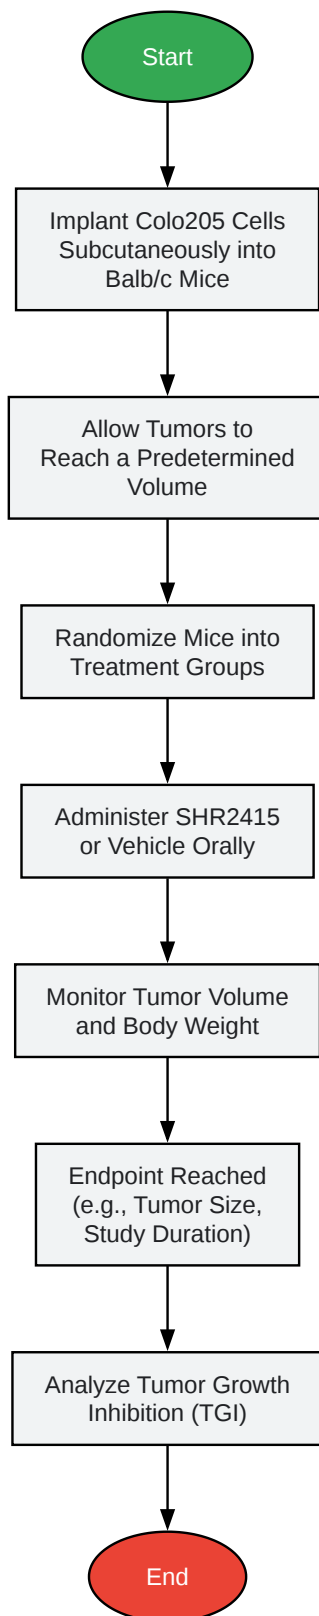 Start
Implant Colo205 Cells
Subcutaneously into
Balb/c Mice
Allow Tumors to
Reach a Predetermined
Volume
Randomize Mice into
Treatment Groups
Administer SHR2415
or Vehicle Orally
Monitor Tumor Volume
and Body Weight
Endpoint Reached
(e.g., Tumor Size,
Study Duration)
Analyze Tumor Growth
Inhibition (TGI)
End